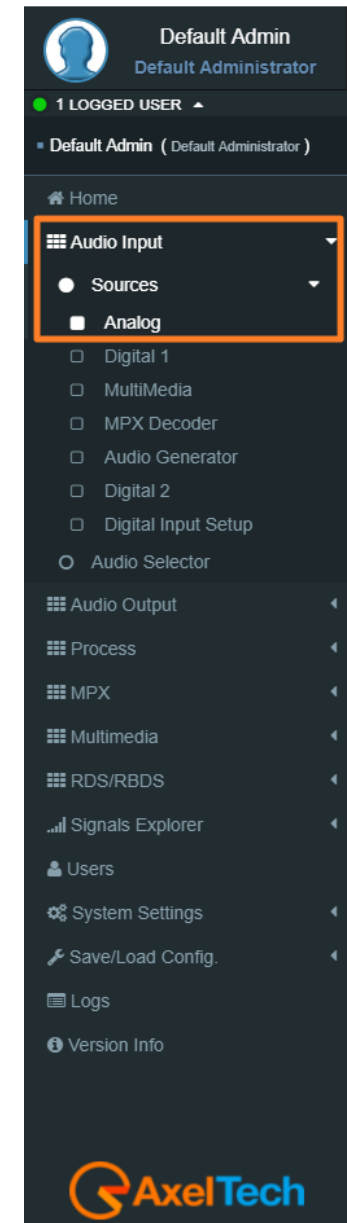 Default Admin
Default Administrator
1 LOGGED USER
Default Admin ( Default Administrator )
Home
Audio Input
Sources
Analog
Digital 1
MultiMedia
MPX Decoder
Audio Generator
Digital 2
Digital Input Setup
Audio Selector
Audio Output
Process
MPX
Multimedia
RDS/RBDS
Signals Explorer
Users
System Settings
Save/Load Config.
Logs
Version Info
AxelTech